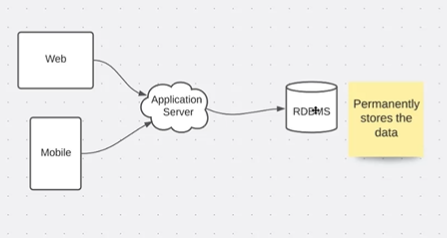 Web
Application
Server
RDBMS
Permanently
stores the
data
Mobile